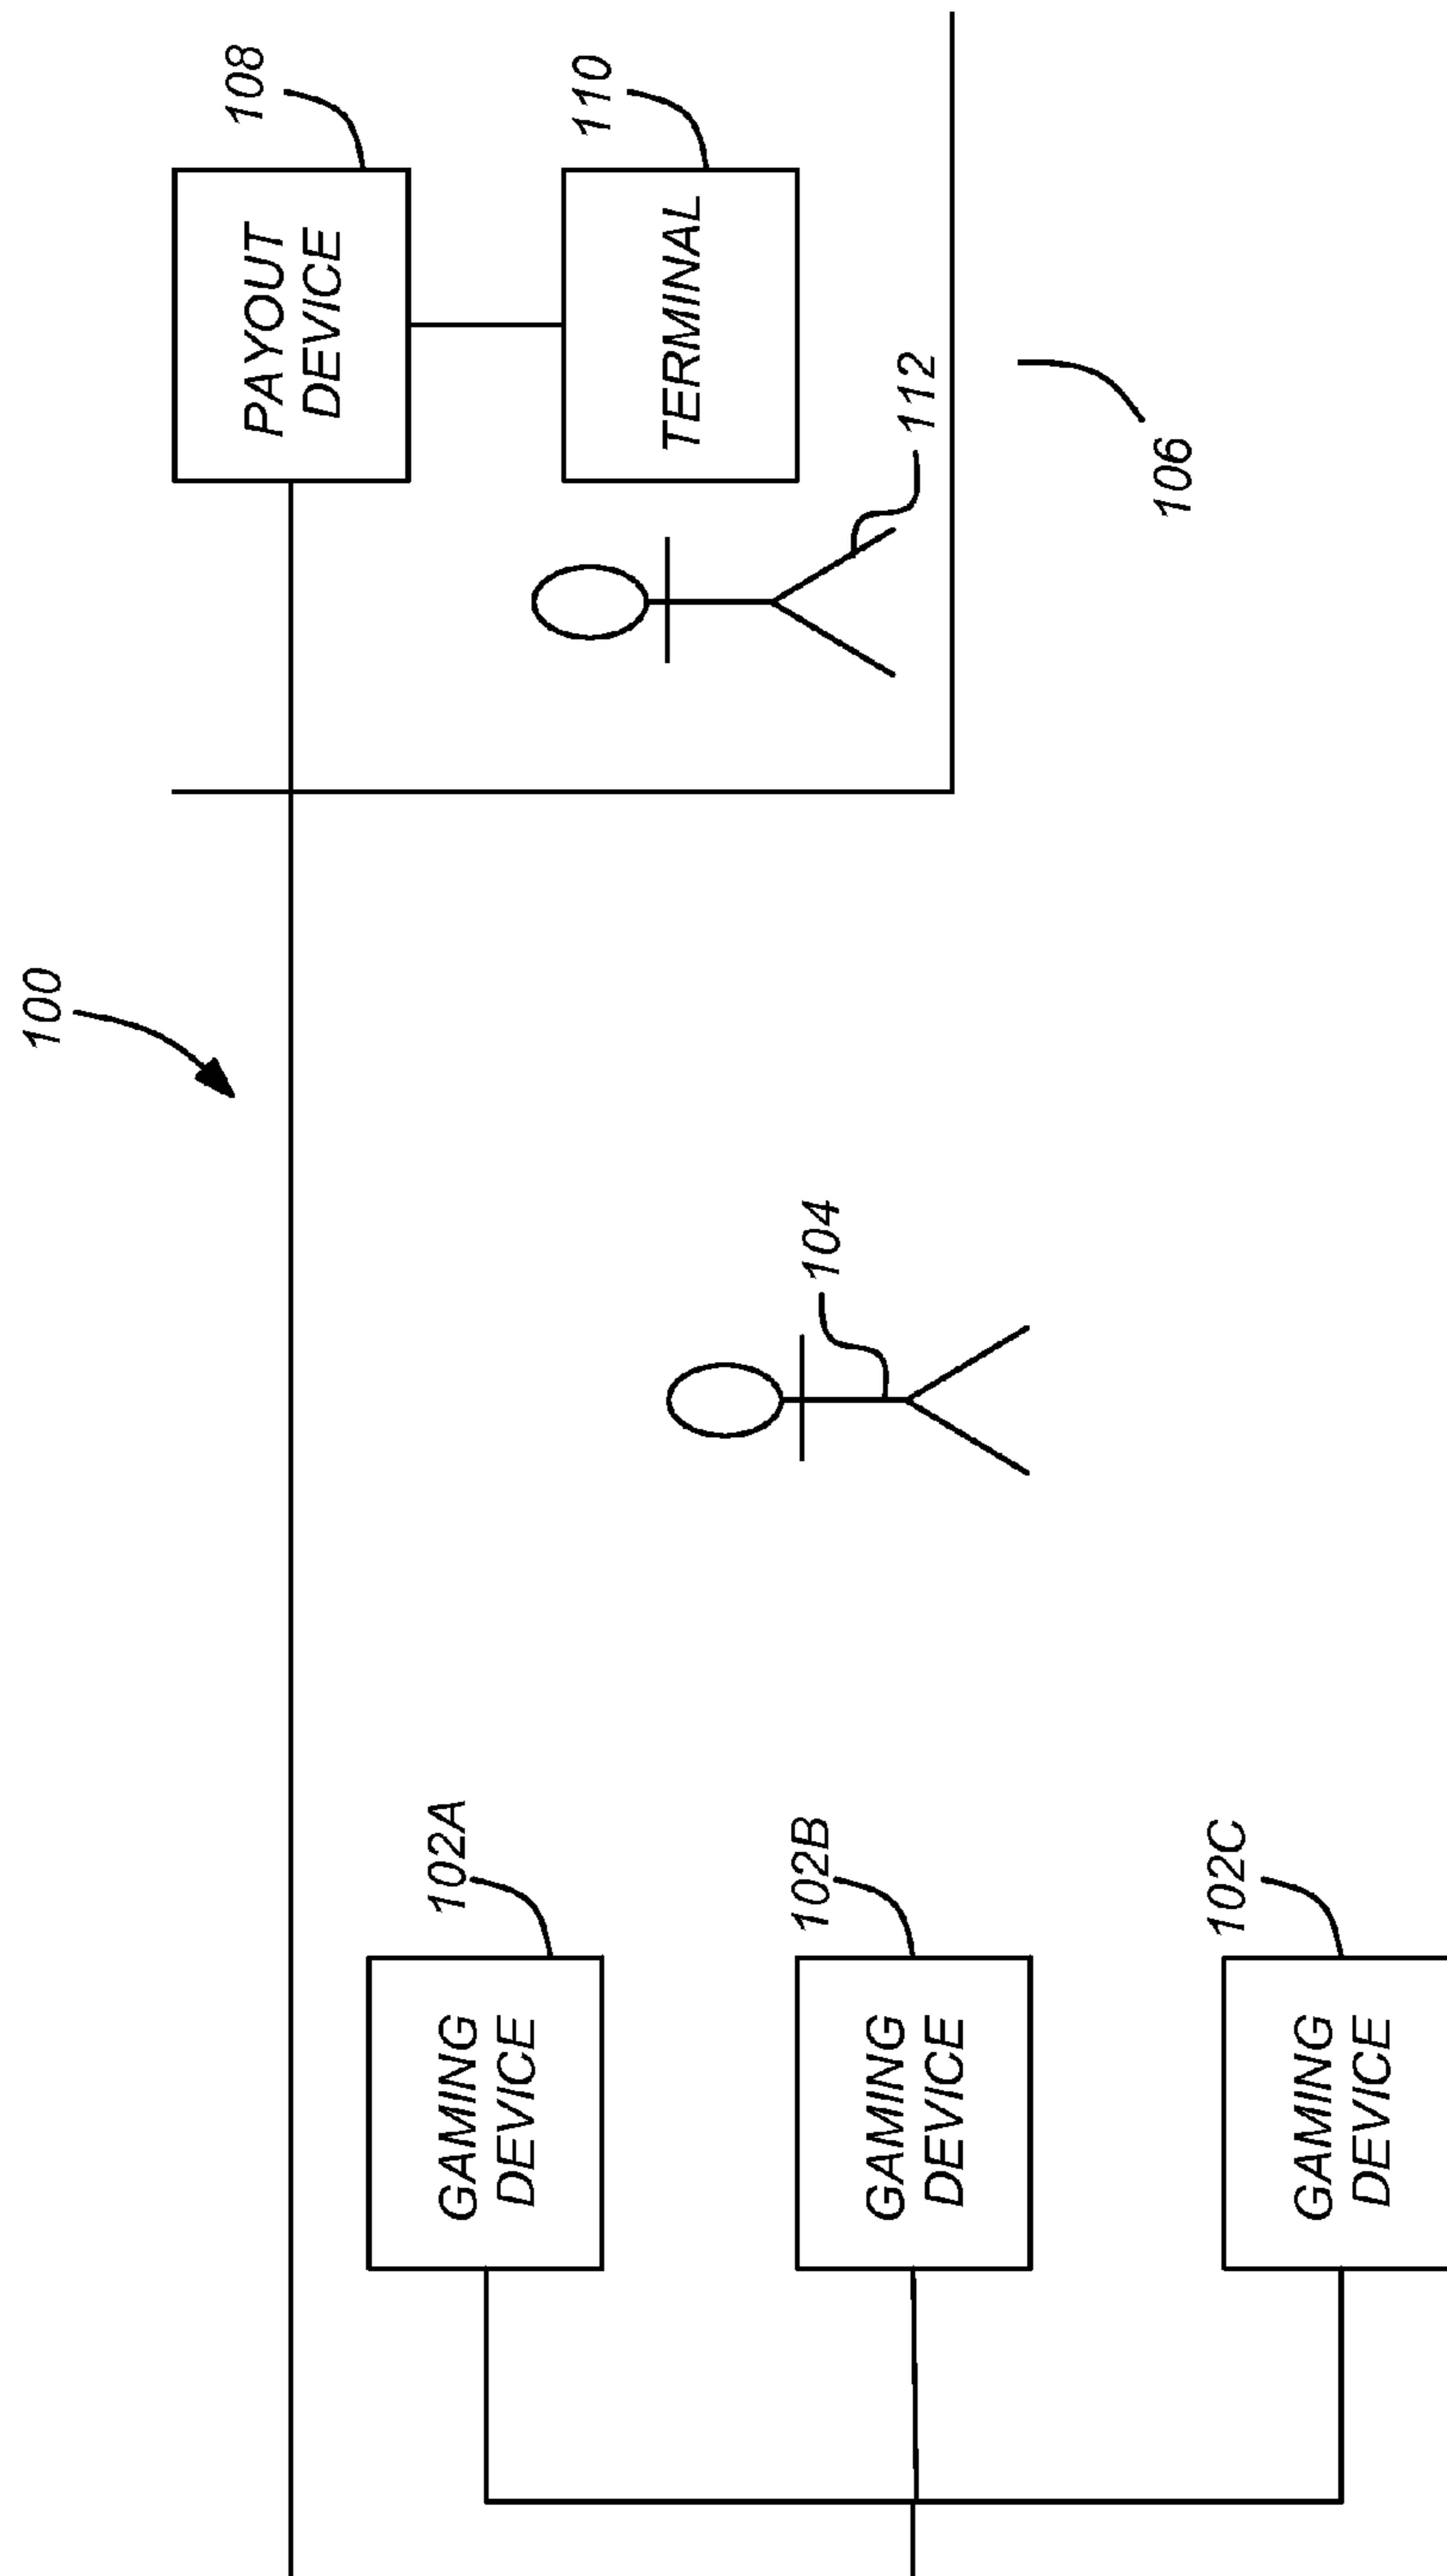 100
108
PAYOUT
DEVICE
110
TERMINAL
112
106
104
102A
GAMING
DEVICE
102B
GAMING
DEVICE
102C
GAMING
DEVICE